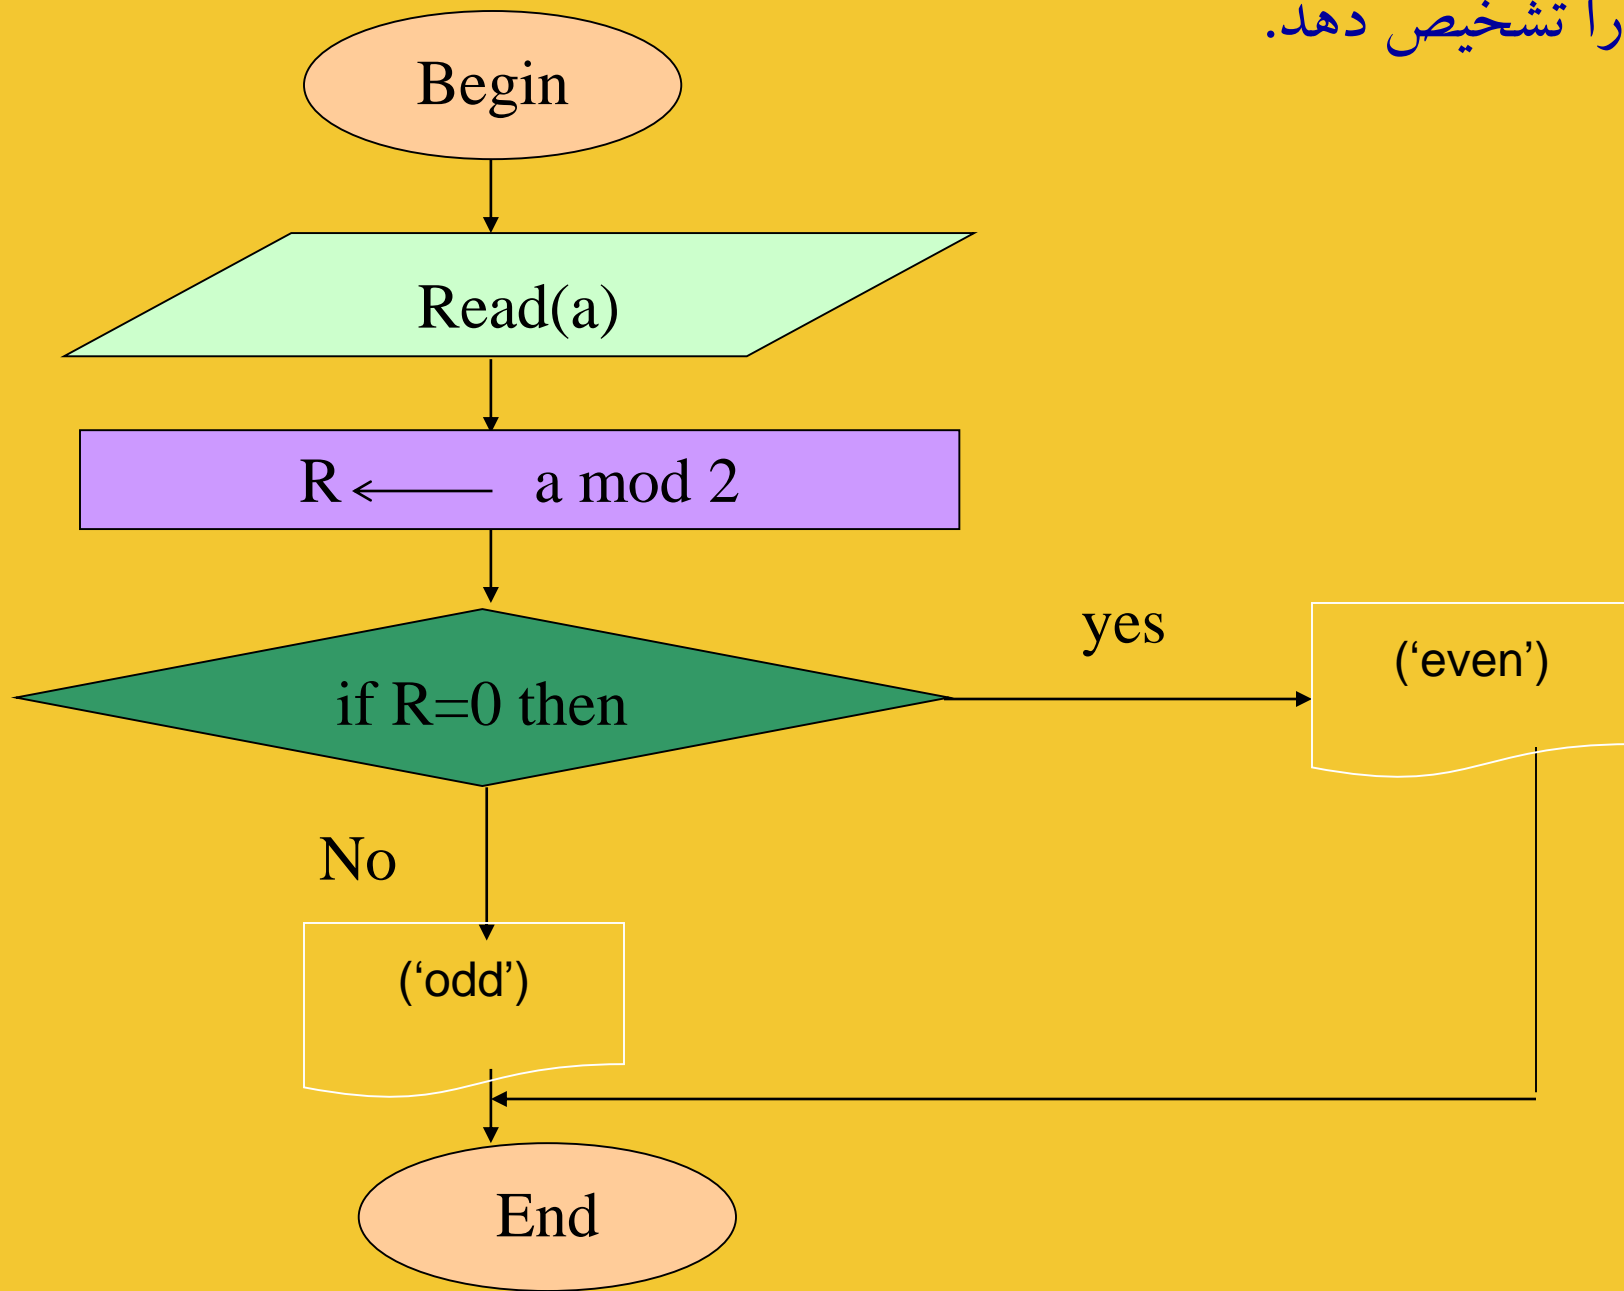 را تشخیص دهد.
Begin
Read(a)
R a mod 2
if R=0 then
yes
(‘even’)
No
(‘odd’)
End